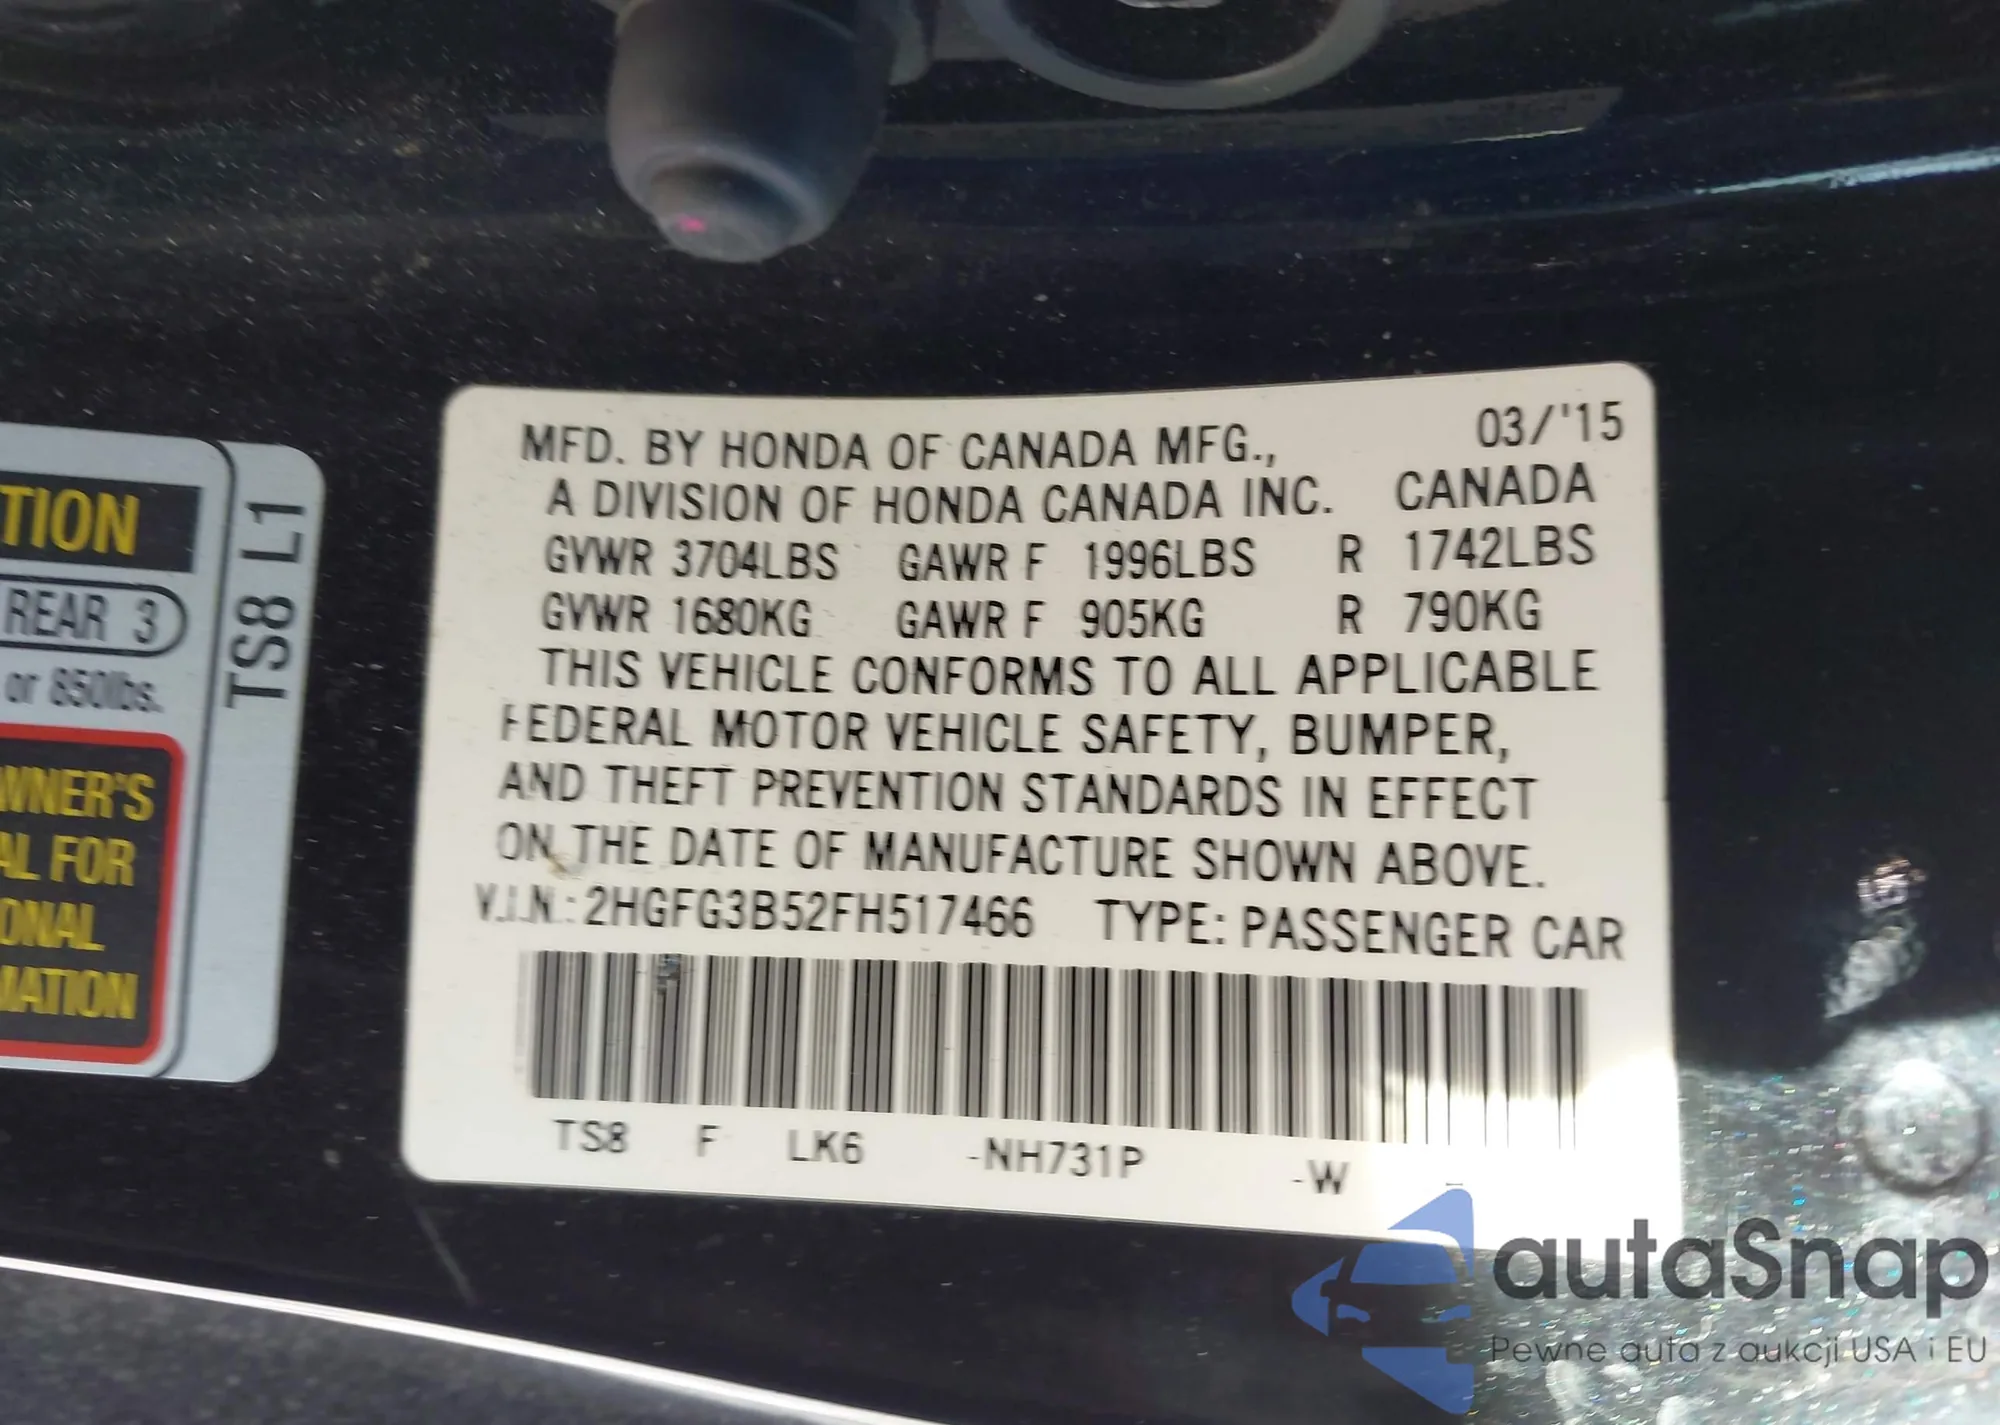 TION
REAR 3
or 850lbs.
WNER'S
AL FOR
ONAL
MATION
TS8 L1
03/'15
MFD. BY HONDA OF CANADA MFG.,
A DIVISION OF HONDA CANADA INC. CANADA
GVWR 3704LBS GAWR F 1996LBS R 1742LBS
GVWR 1680KG GAWR F 905KG R 790KG
THIS VEHICLE CONFORMS TO ALL APPLICABLE
FEDERAL MOTOR VEHICLE SAFETY, BUMPER,
AND THEFT PREVENTION STANDARDS IN EFFECT
ON THE DATE OF MANUFACTURE SHOWN ABOVE.
V.I.N.: 2HGFG3B52FH517466 TYPE: PASSENGER CAR
TS8 F LK6 -NH731P -W
autaSnap
Pewne auta z aukcji USA i EU